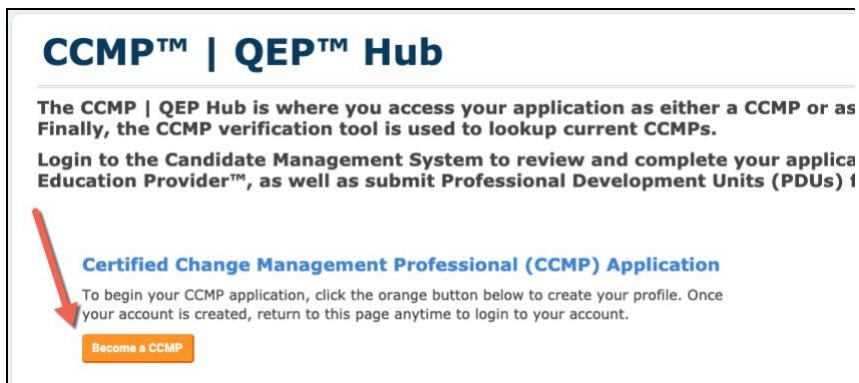 CCMP™ | QEP™ Hub
The CCMP | QEP Hub is where you access your application as either a CCMP or as
Finally, the CCMP verification tool is used to lookup current CCMPs.
Login to the Candidate Management System to review and complete your applica
Education Provider™, as well as submit Professional Development Units (PDUs) f
Certified Change Management Professional (CCMP) Application
To begin your CCMP application, click the orange button below to create your profile. Once
your account is created, return to this page anytime to login to your account.
Become a CCMP